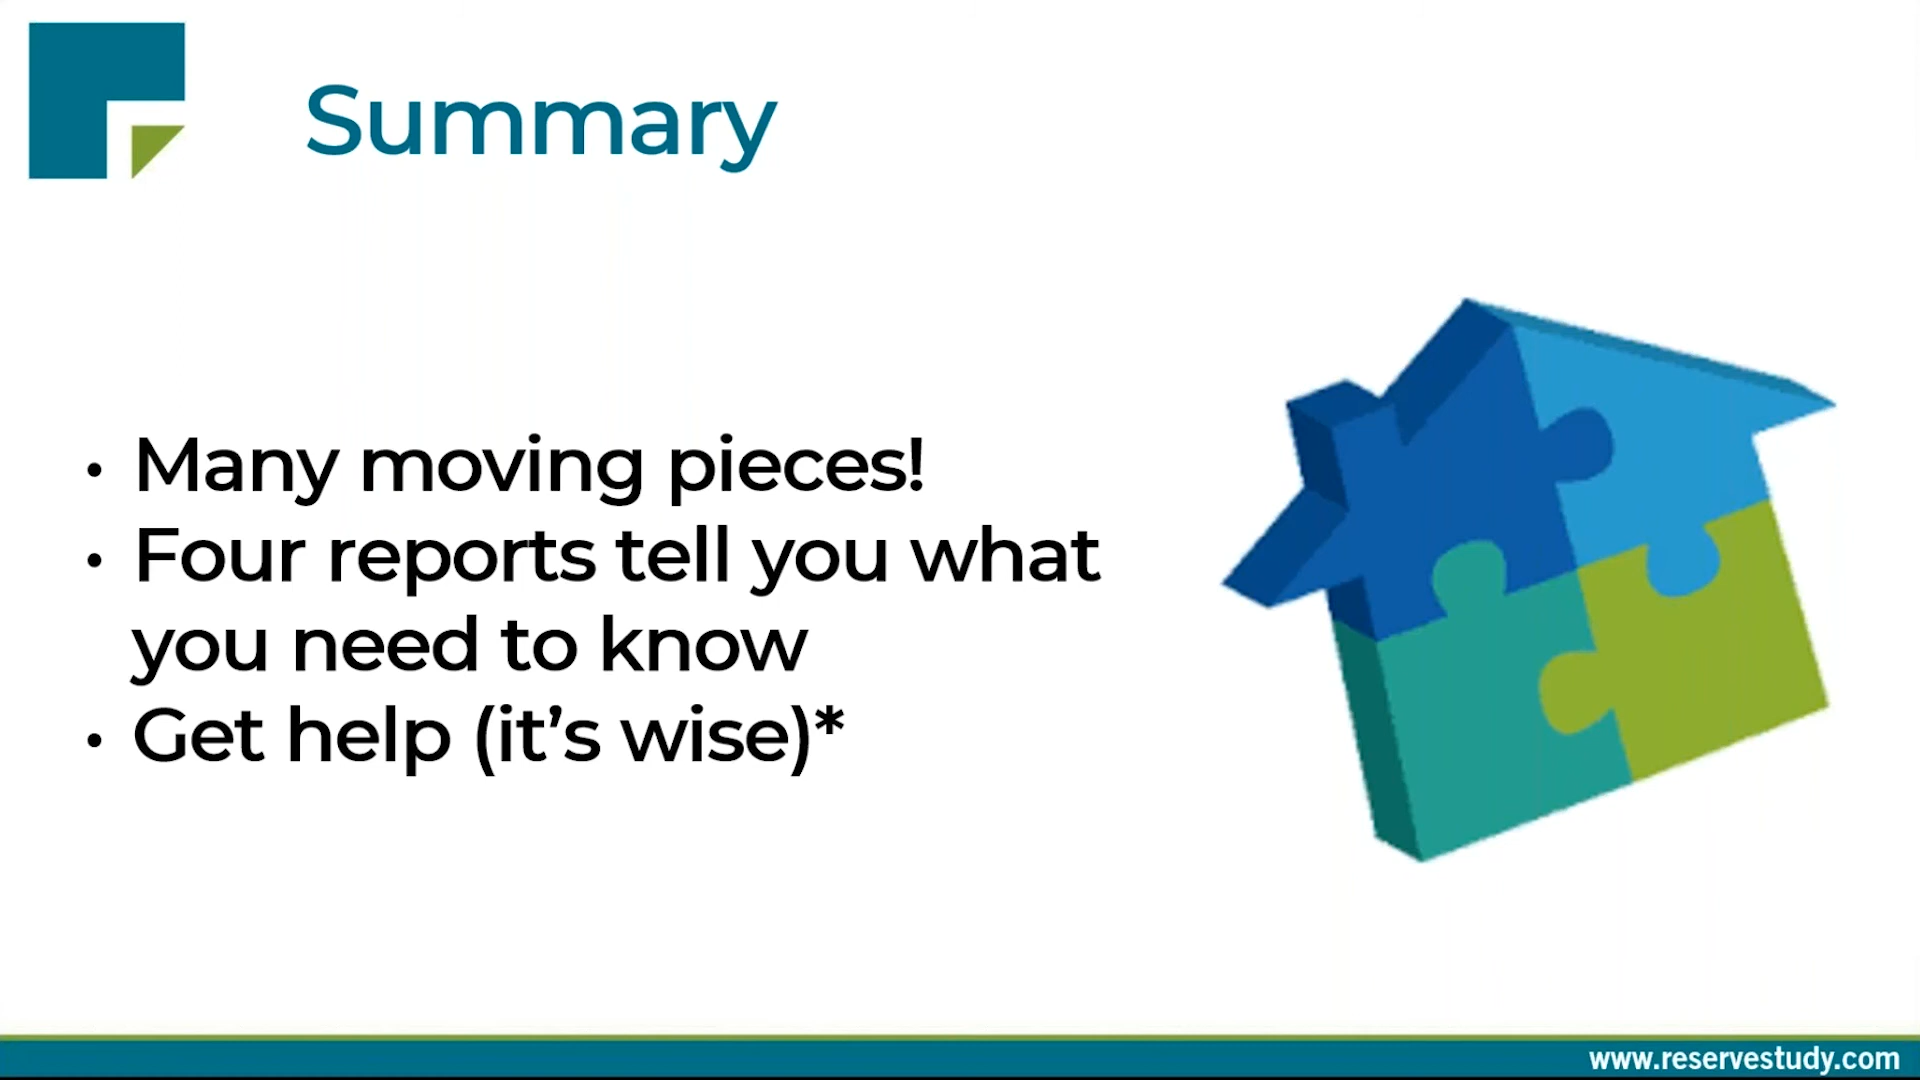 Summary
• Many moving pieces!
• Four reports tell you what
you need to know
• Get help (it’s wise)*
www.reservestudy.com